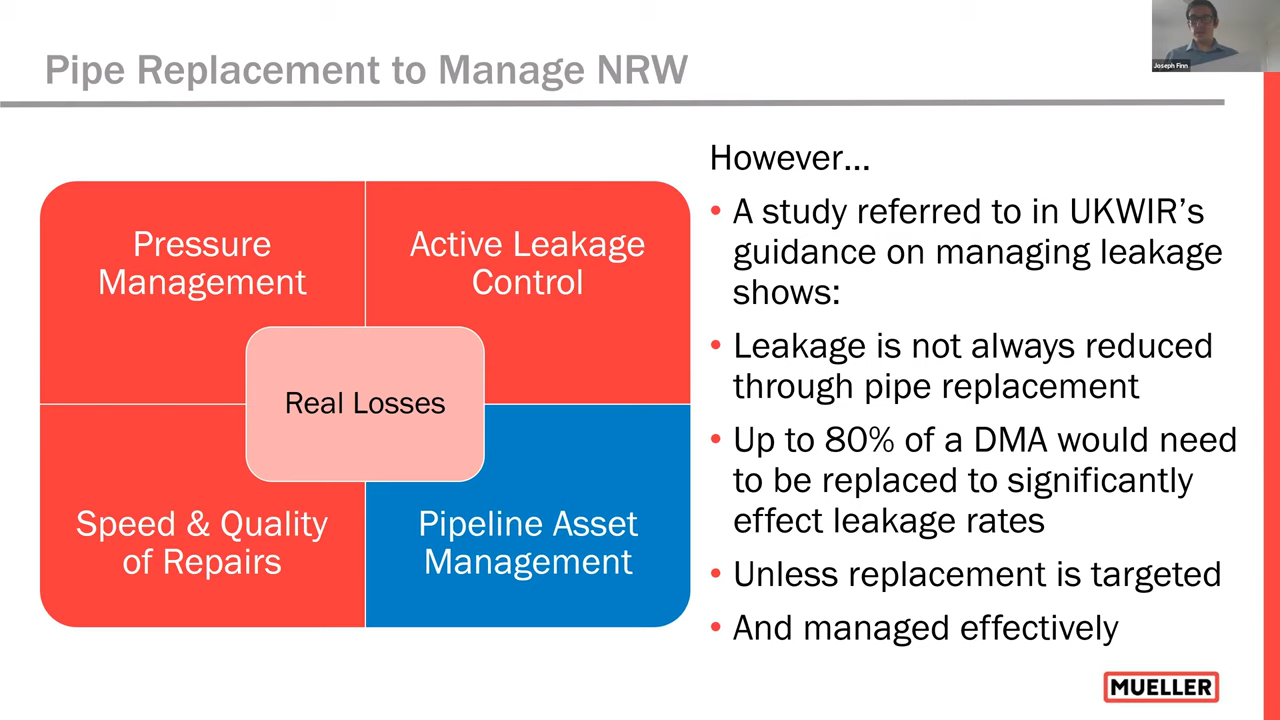 Pipe Replacement to Manage NRW
Joseph Finn
Pressure
Management
Active Leakage
Control
Real Losses
Speed & Quality
of Repairs
Pipeline Asset
Management
However...
• A study referred to in UKWIR's
guidance on managing leakage
shows:
• Leakage is not always reduced
through pipe replacement
• Up to 80% of a DMA would need
to be replaced to significantly
effect leakage rates
• Unless replacement is targeted
• And managed effectively
MUELLER